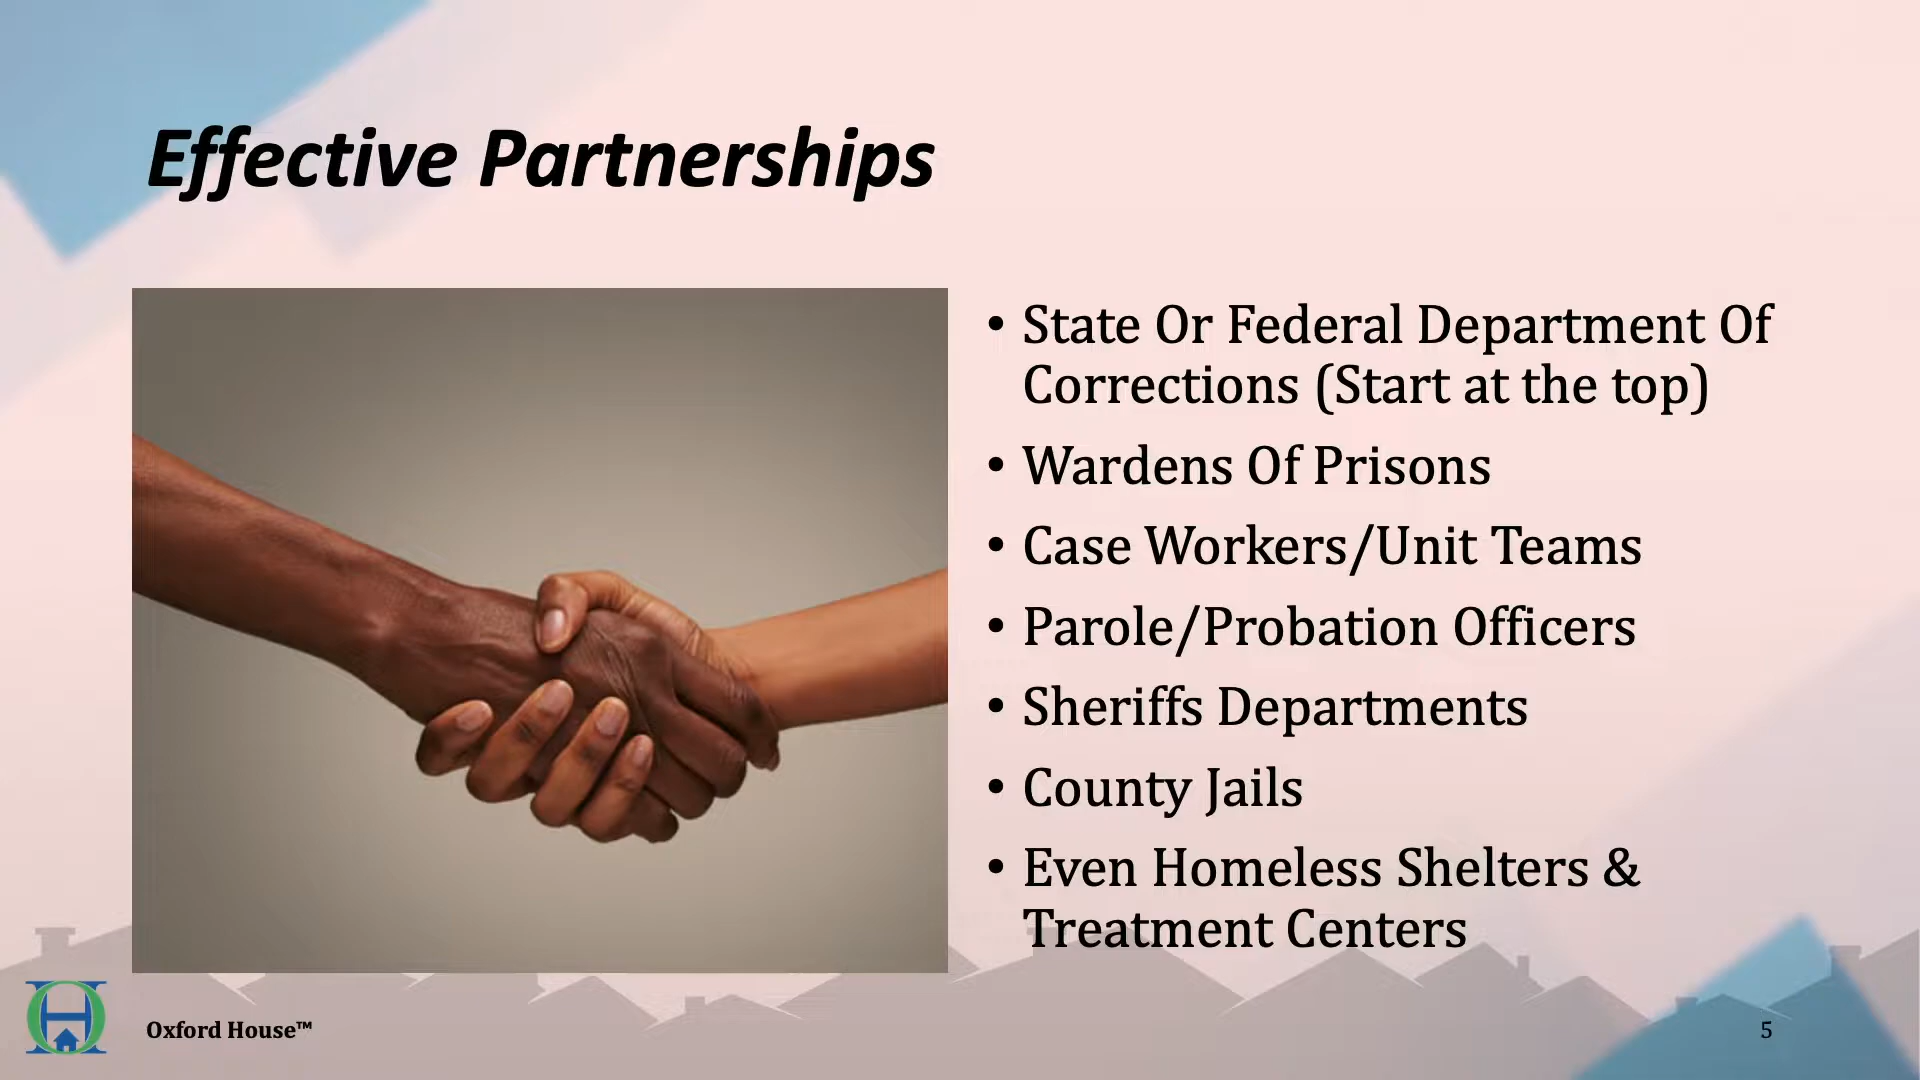 Effective Partnerships
• State Or Federal Department Of
Corrections (Start at the top)
• Wardens Of Prisons
• Case Workers/Unit Teams
• Parole/Probation Officers
• Sheriffs Departments
• County Jails
• Even Homeless Shelters &
Treatment Centers
Oxford House™
5